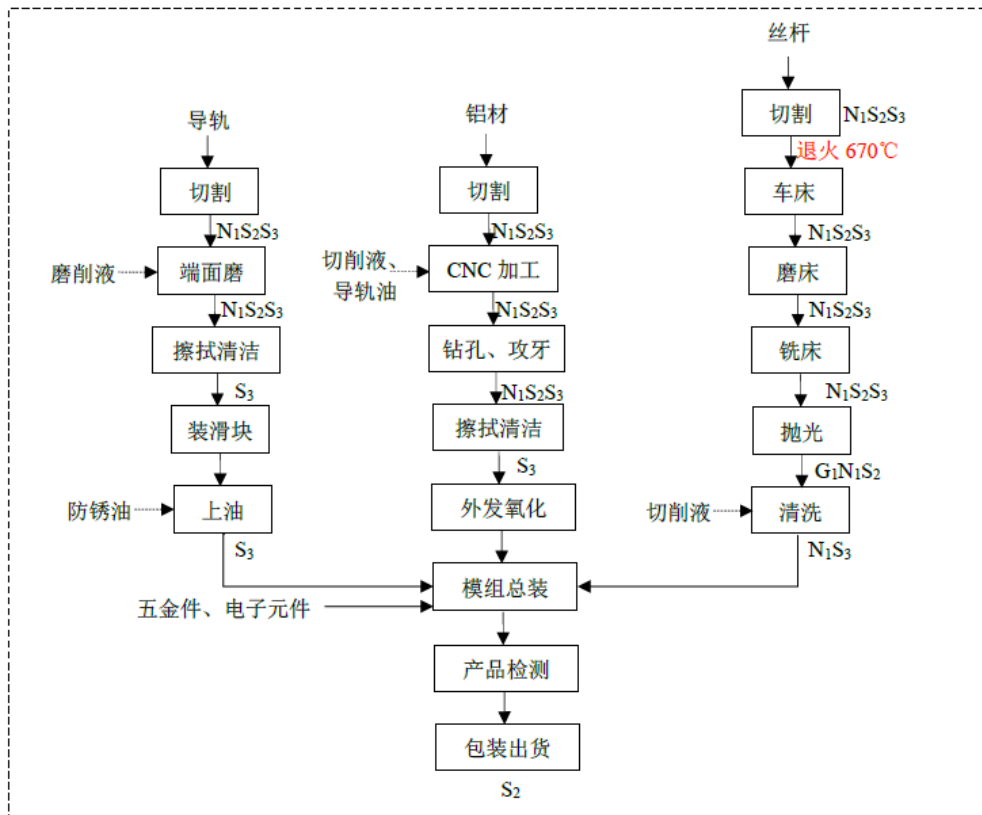 丝杆
切割
N₁S₂S₃
退火 670℃
导轨
铝材
切割
切割
车床
N₁S₂S₃
N₁S₂S₃
N₁S₂S₃
磨削液
端面磨
切削液、
导轨油
CNC 加工
磨床
N₁S₂S₃
N₁S₂S₃
N₁S₂S₃
擦拭清洁
钻孔、攻牙
铣床
S₃
N₁S₂S₃
N₁S₂S₃
装滑块
擦拭清洁
抛光
S₃
G₁N₁S₂
防锈油
上油
外发氧化
切削液
清洗
S₃
N₁S₃
模组总装
五金件、电子元件
产品检测
包装出货
S₂